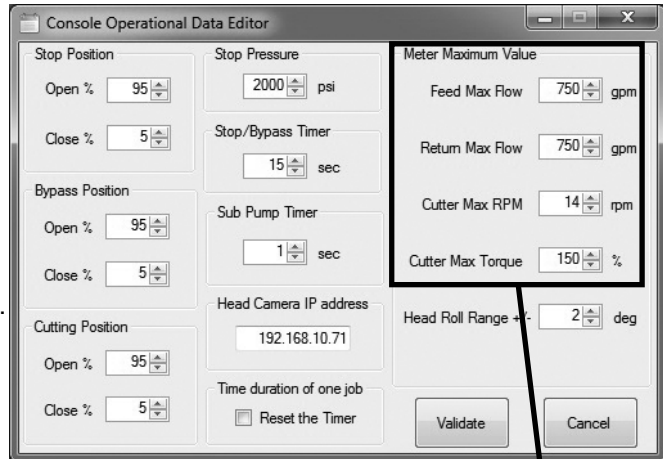 Console Operational Data Editor
Stop Position
Open % 95
Close % 5
Bypass Position
Open % 95
Close % 5
Cutting Position
Open % 95
Close % 5
Stop Pressure
2000 psi
Stop/Bypass Timer
15 sec
Sub Pump Timer
1 sec
Head Camera IP address
192.168.10.71
Time duration of one job
Reset the Timer
Meter Maximum Value
Feed Max Flow 750 gpm
Return Max Flow 750 gpm
Cutter Max RPM 14 rpm
Cutter Max Torque 150 %
Head Roll Range +/- 2 deg
Validate
Cancel
.